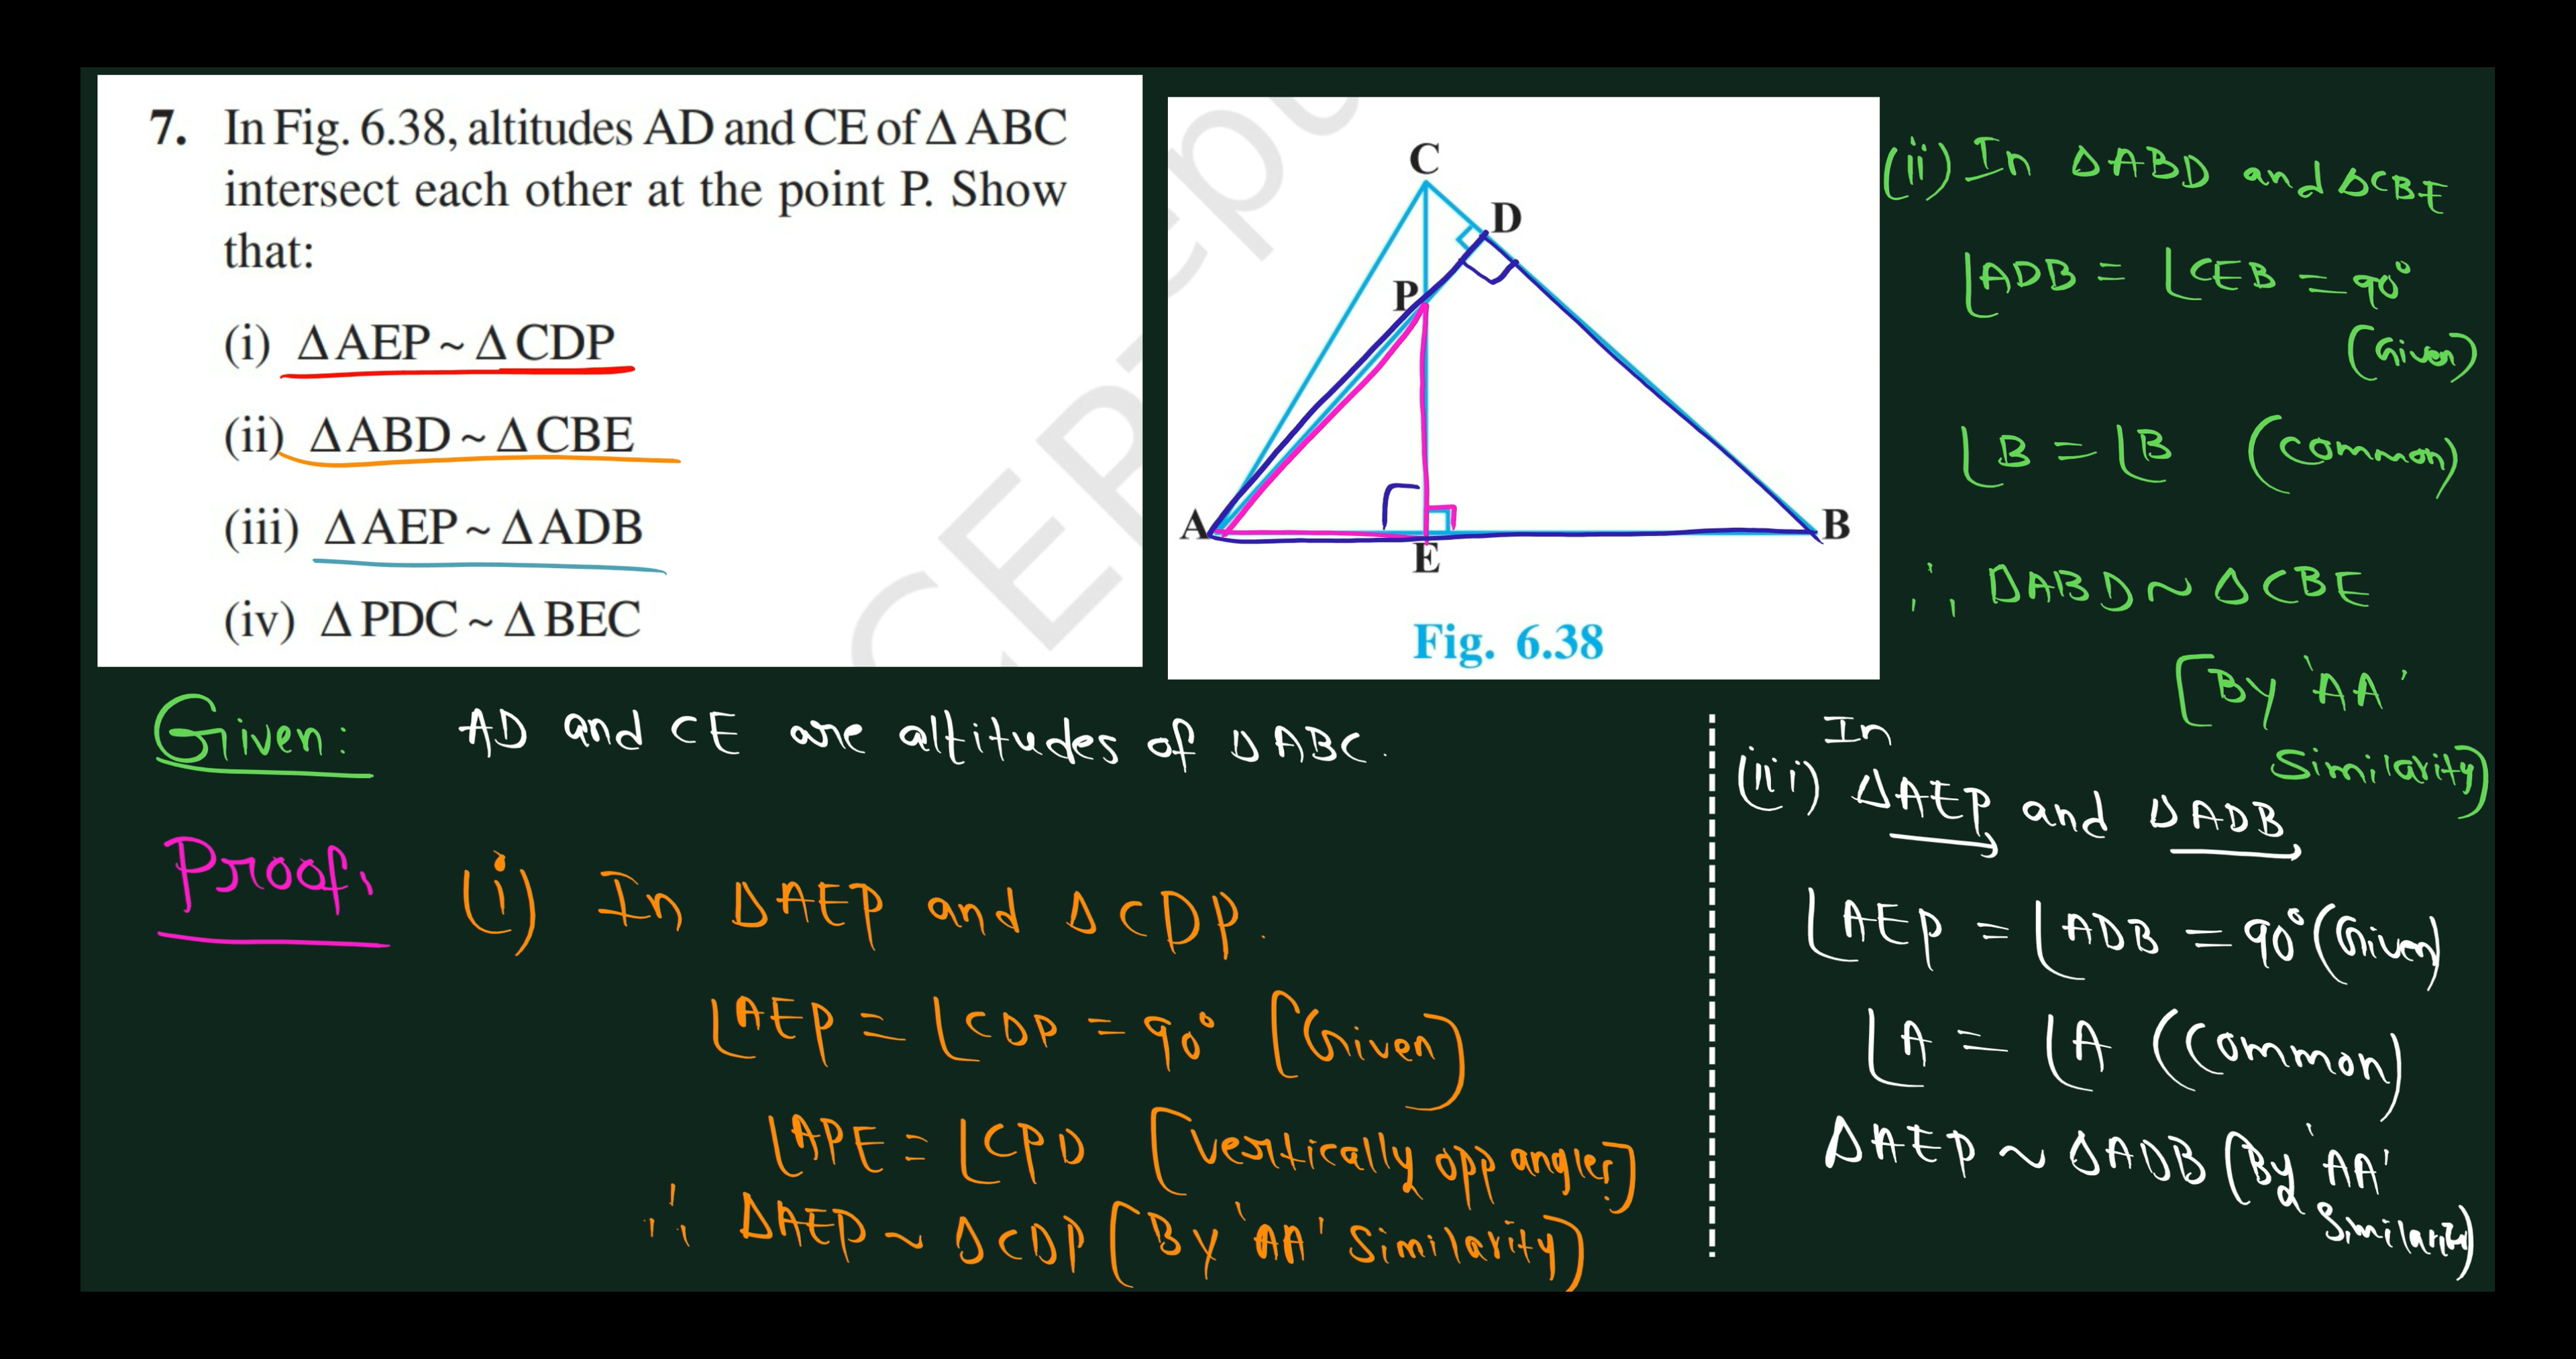 7. In Fig. 6.38, altitudes AD and CE of Δ ABC
intersect each other at the point P. Show
that:
(i) Δ AEP ~ Δ CDP
(ii) Δ ABD ~ Δ CBE
(iii) Δ AEP ~ Δ ADB
(iv) Δ PDC ~ Δ BEC
C
D
P
A
B
E
Fig. 6.38
(ii) In ΔABD and ΔCBE
∠ADB = ∠CEB = 90°
(Given)
∠B = ∠B (Common)
∴ ΔABD ~ ΔCBE
[By 'AA'
Similarity)
Given: AD and CE are altitudes of ΔABC.
Proof, (i) In ΔAEP and ΔCDP.
∠AEP = ∠CDP = 90° [Given)
∠APE = ∠CPD [vertically opp angles]
∴ ΔAEP ~ ΔCDP [By 'AA' Similarity)
In
(iii) ΔAEP and ΔADB
∠AEP = ∠ADB = 90° (Given)
∠A = ∠A (Common)
ΔAEP ~ ΔADB (By 'AA'
Similarity)